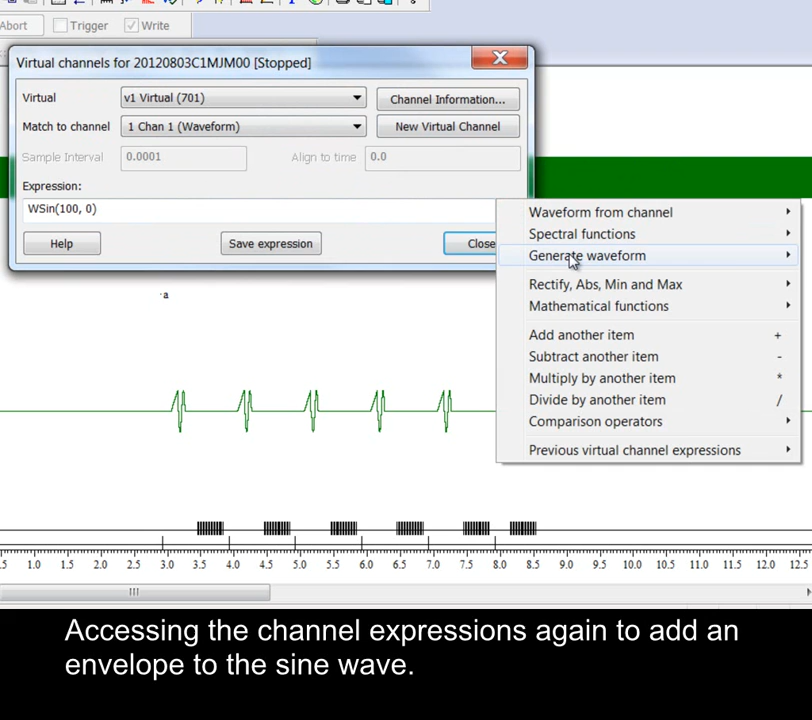 Abort Trigger Write
Virtual channels for 20120803C1MJM00 [Stopped]
Virtual v1 Virtual (701) Channel Information...
Match to channel 1 Chan 1 (Waveform) New Virtual Channel
Sample Interval 0.0001 Align to time 0.0
Expression:
WSin(100, 0)
Help Save expression Close
Waveform from channel
Spectral functions
Generate waveform
Rectify, Abs, Min and Max
Mathematical functions
Add another item +
Subtract another item -
Multiply by another item *
Divide by another item /
Comparison operators
Previous virtual channel expressions
a
.5 1.0 1.5 2.0 2.5 3.0 3.5 4.0 4.5 5.0 5.5 6.0 6.5 7.0 7.5 8.0 8.5 9.0 9.5 10.0 10.5 11.0 11.5 12.0 12.5
Accessing the channel expressions again to add an
envelope to the sine wave.